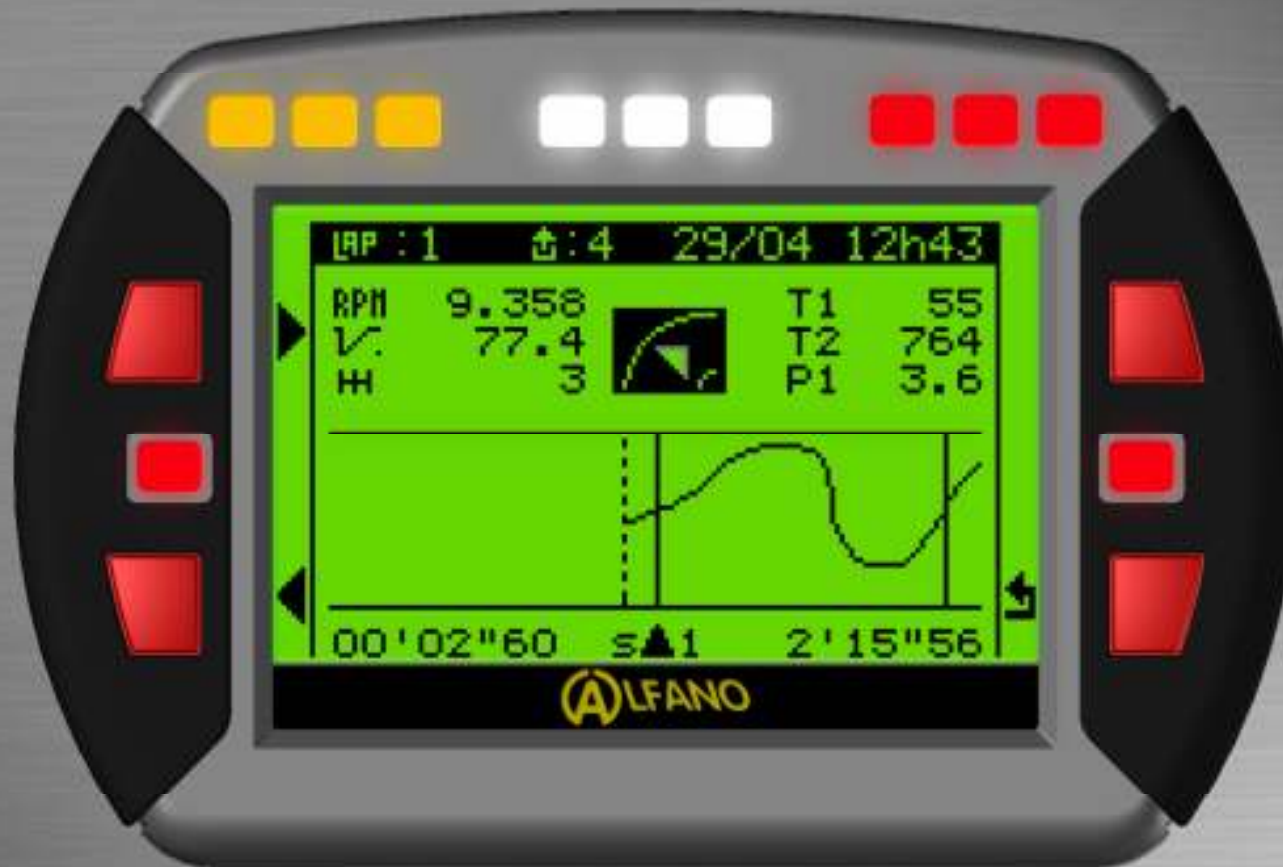 LAP : 1 :4 29/04 12h43
RPM 9.358 T1 55
V. 77.4 T2 764
3 P1 3.6
00'02"60 s▲1 2'15"56
ALFANO